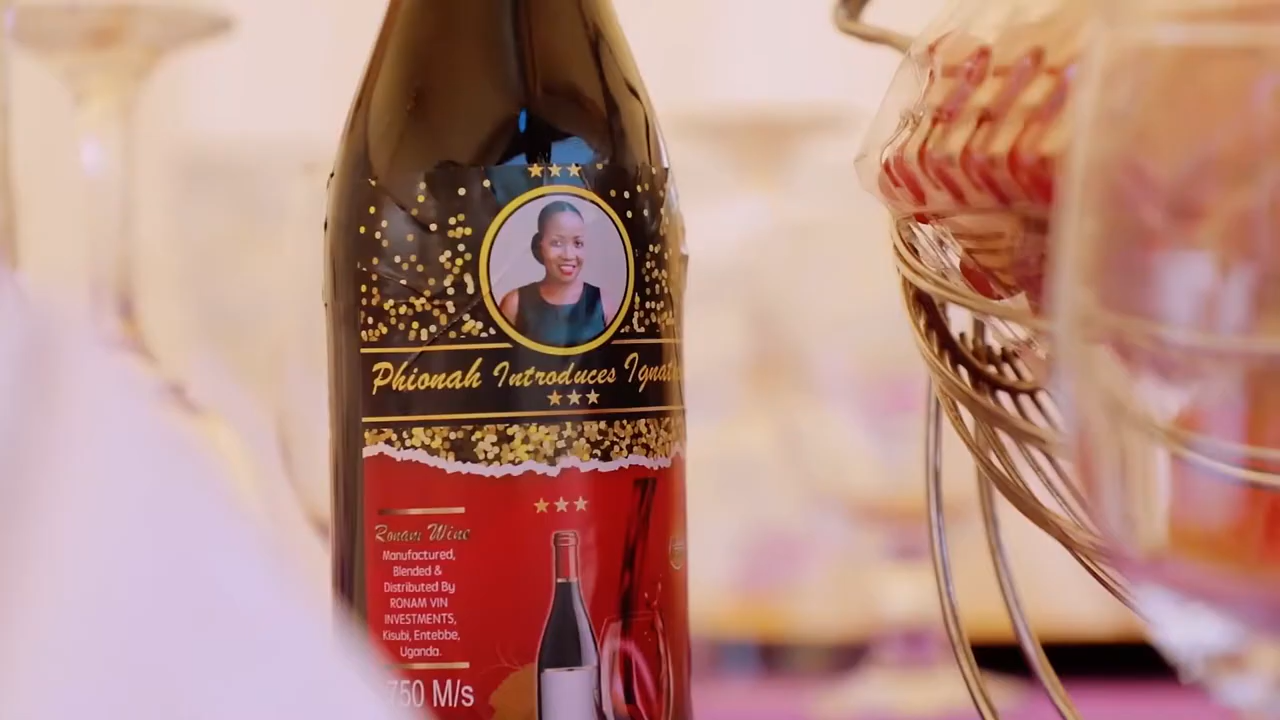 Phionah Introduces
Ronam Wine
Manufactured,
Blended &
Distributed By
RONAM VIN
INVESTMENTS,
Kisubi, Entebbe,
Uganda.
750 M/s